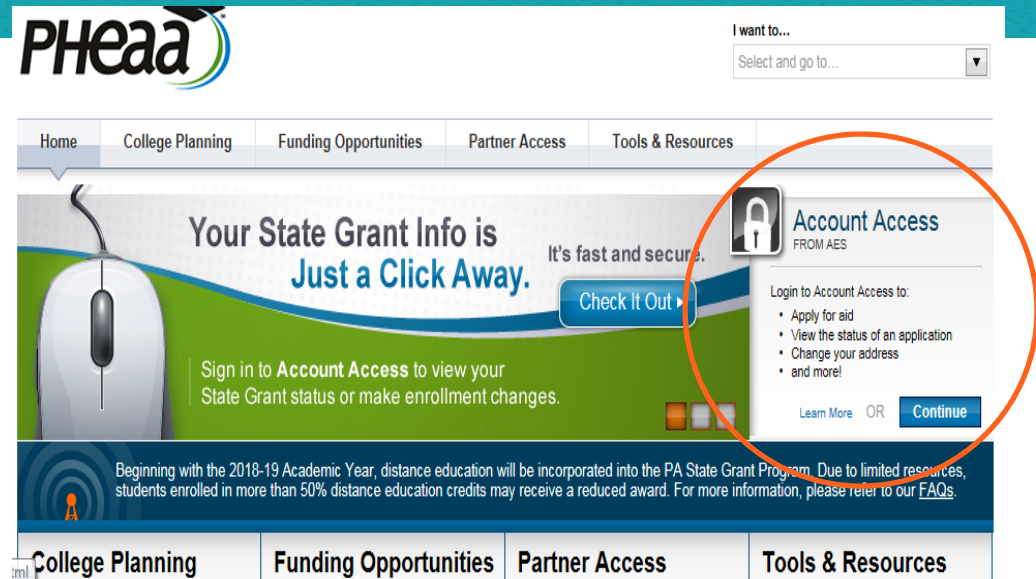 PHEAA
I want to...
Select and go to...
Home
College Planning
Funding Opportunities
Partner Access
Tools & Resources
Your State Grant Info is
Just a Click Away.
It's fast and secure.
Check It Out
Sign in to Account Access to view your
State Grant status or make enrollment changes.
Account Access
FROM AES
Login to Account Access to:
• Apply for aid
• View the status of an application
• Change your address
• and more!
Learn More OR Continue
Beginning with the 2018-19 Academic Year, distance education will be incorporated into the PA State Grant Program. Due to limited resources,
students enrolled in more than 50% distance education credits may receive a reduced award. For more information, please refer to our FAQs.
College Planning
Funding Opportunities
Partner Access
Tools & Resources